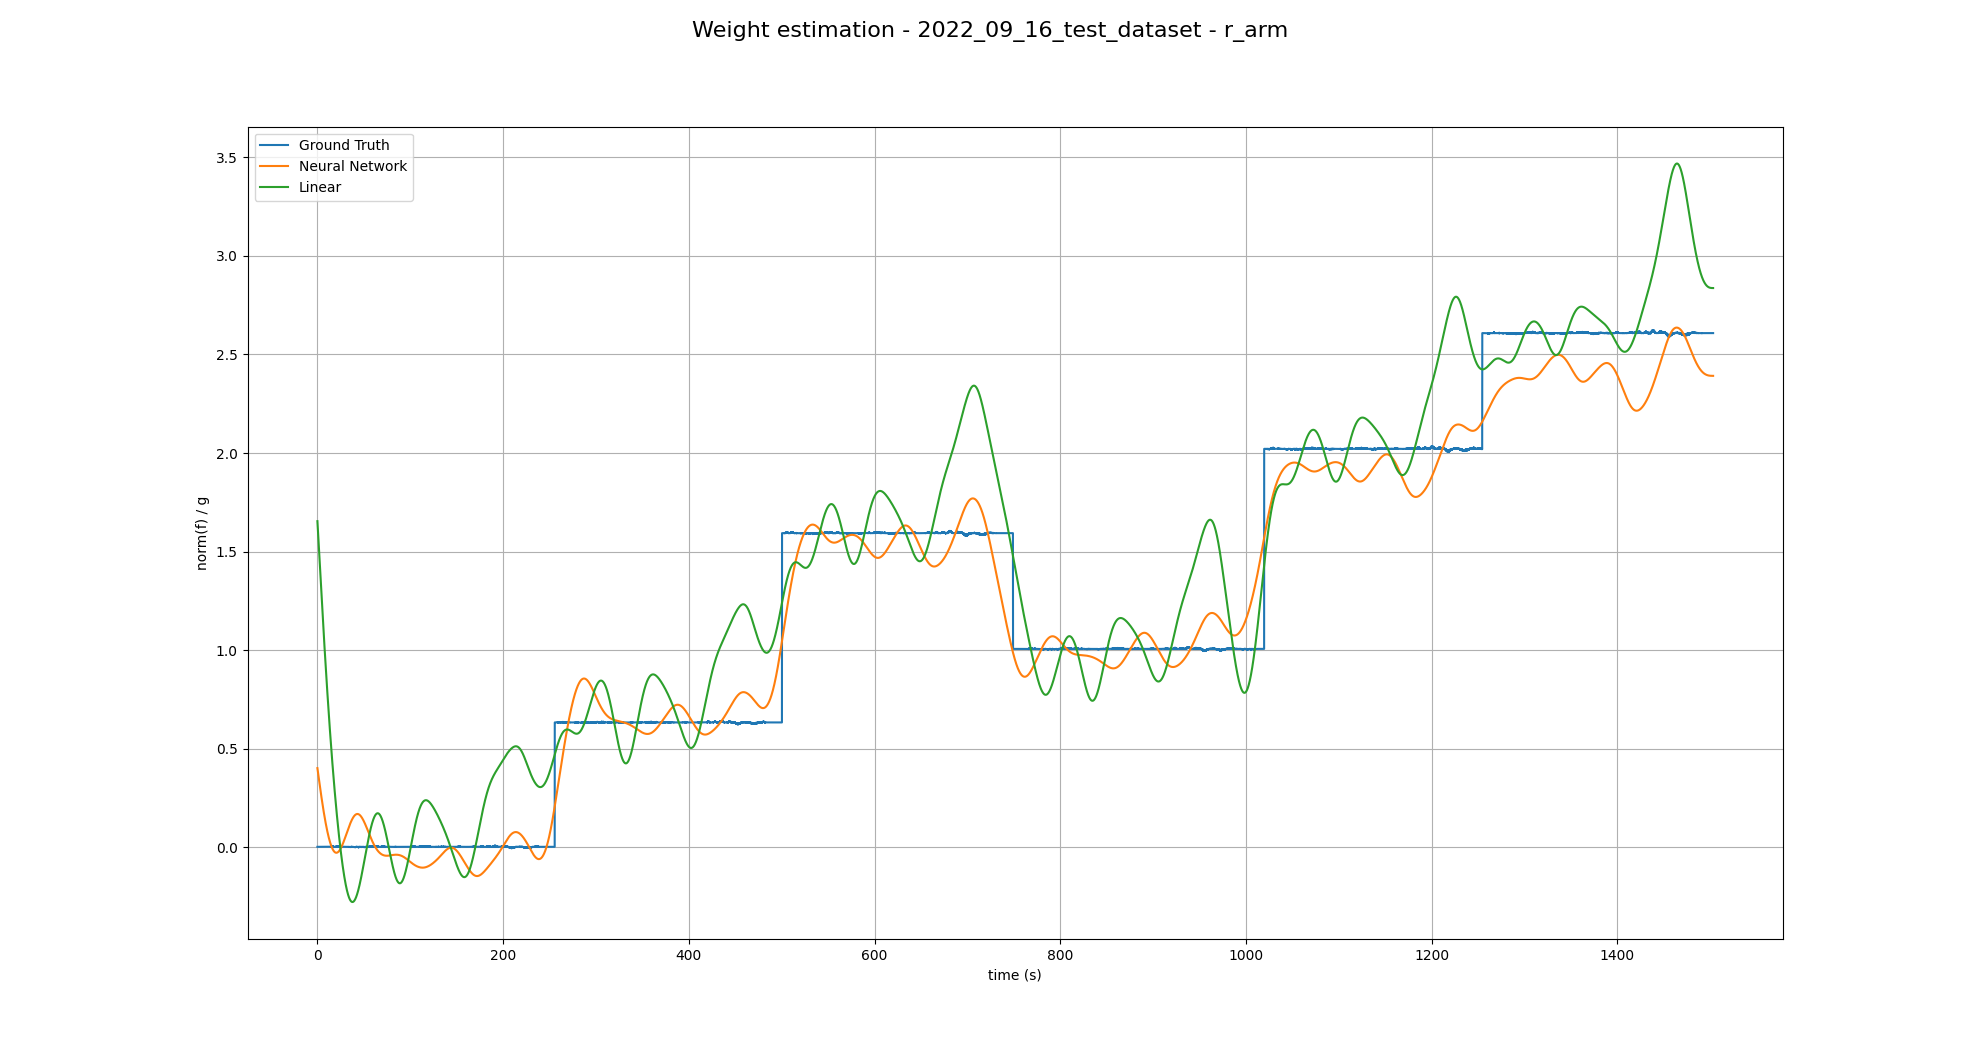 Weight estimation - 2022_09_16_test_dataset - r_arm
Ground Truth
Neural Network
Linear
3.5
3.0
2.5
2.0
1.5
1.0
0.5
0.0
norm(f) / g
0 200 400 600 800 1000 1200 1400
time (s)